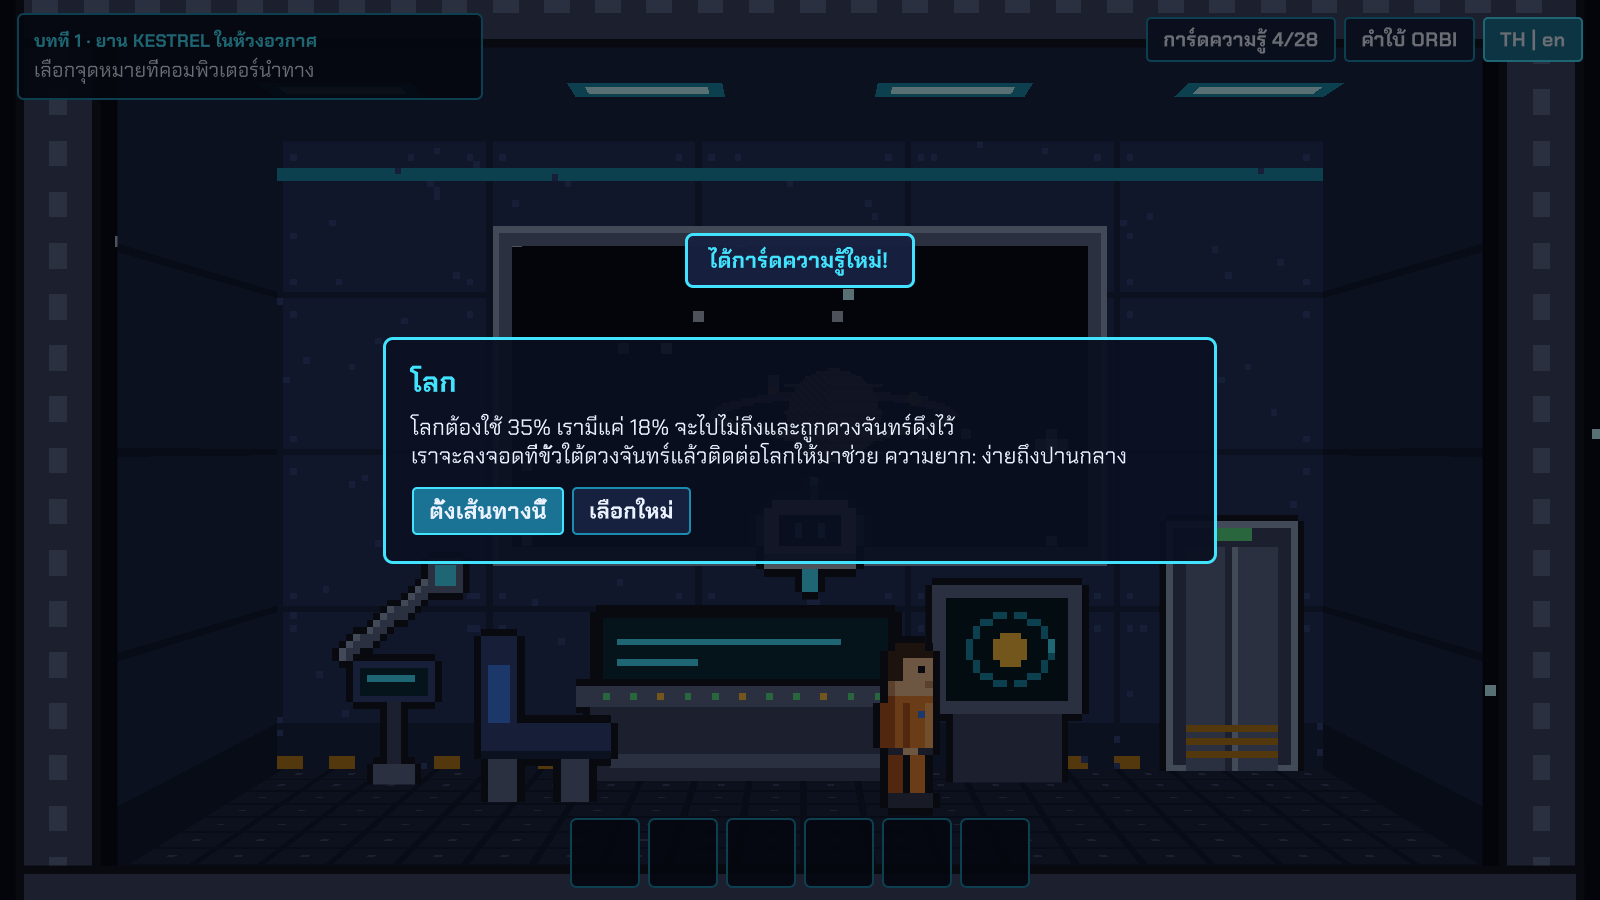 บทที่ 1 · ยาน KESTREL ในห้วงอวกาศ
เลือกจุดหมายที่คอมพิวเตอร์นำทาง
การ์ดความรู้ 4/28
คำใบ้ ORBI
TH | en
ได้การ์ดความรู้ใหม่!
โลก
โลกต้องใช้ 35% เรามีแค่ 18% จะไปไม่ถึงและถูกดวงจันทร์ดึงไว้
เราจะลงจอดที่ขั้วใต้ดวงจันทร์แล้วติดต่อโลกให้มาช่วย ความยาก: ง่ายถึงปานกลาง
ตั้งเส้นทางนี้
เลือกใหม่